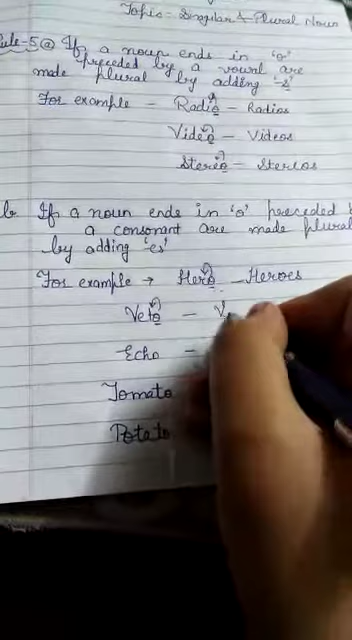 Topic - Singular & Plural Noun
Rule-5 ⓐ If a noun ends in 'o'
preceded by a vowel are
made plural by adding '-s'
For example - Radio - Radios
Video - Videos
Stereo - Stereos
b. If a noun ends in 'o' preceded
a consonant are made plural
by adding 'es'
For example → Hero - Heroes
Veto - V
Echo -
Tomato
Potato